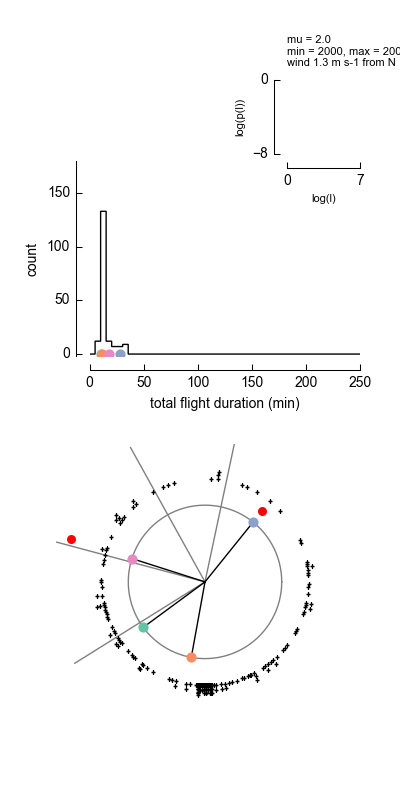 mu = 2.0
min = 2000, max = 200
wind 1.3 m s-1 from N
0
log(p(l))
−8
0 7
log(l)
150
100
50
0
count
0 50 100 150 200 250
total flight duration (min)